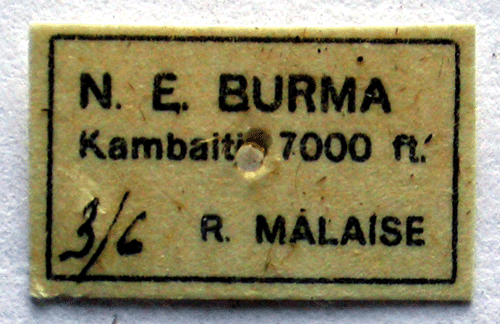 N. E. BURMA
Kambaiti 7000 ft.
3/6 R. MALAISE